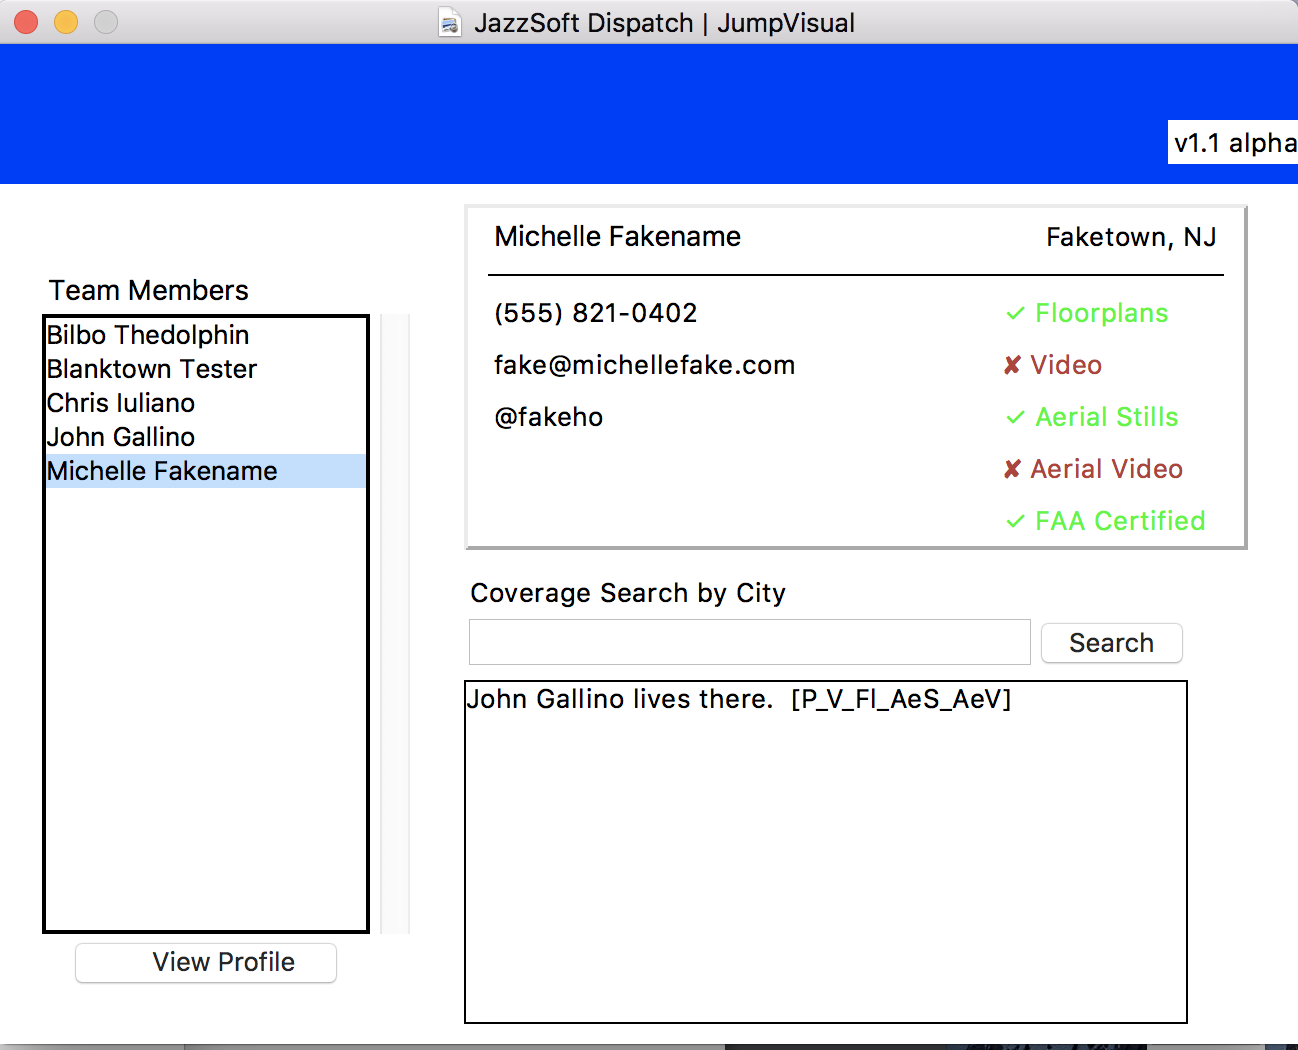 JazzSoft Dispatch | JumpVisual
v1.1 alpha
Team Members
Bilbo Thedolphin
Blanktown Tester
Chris Iuliano
John Gallino
Michelle Fakename
View Profile
Michelle Fakename
Faketown, NJ
(555) 821-0402
✓ Floorplans
fake@michellefake.com
✘ Video
@fakeho
✓ Aerial Stills
✘ Aerial Video
✓ FAA Certified
Coverage Search by City
Search
John Gallino lives there. [P_V_Fl_AeS_AeV]